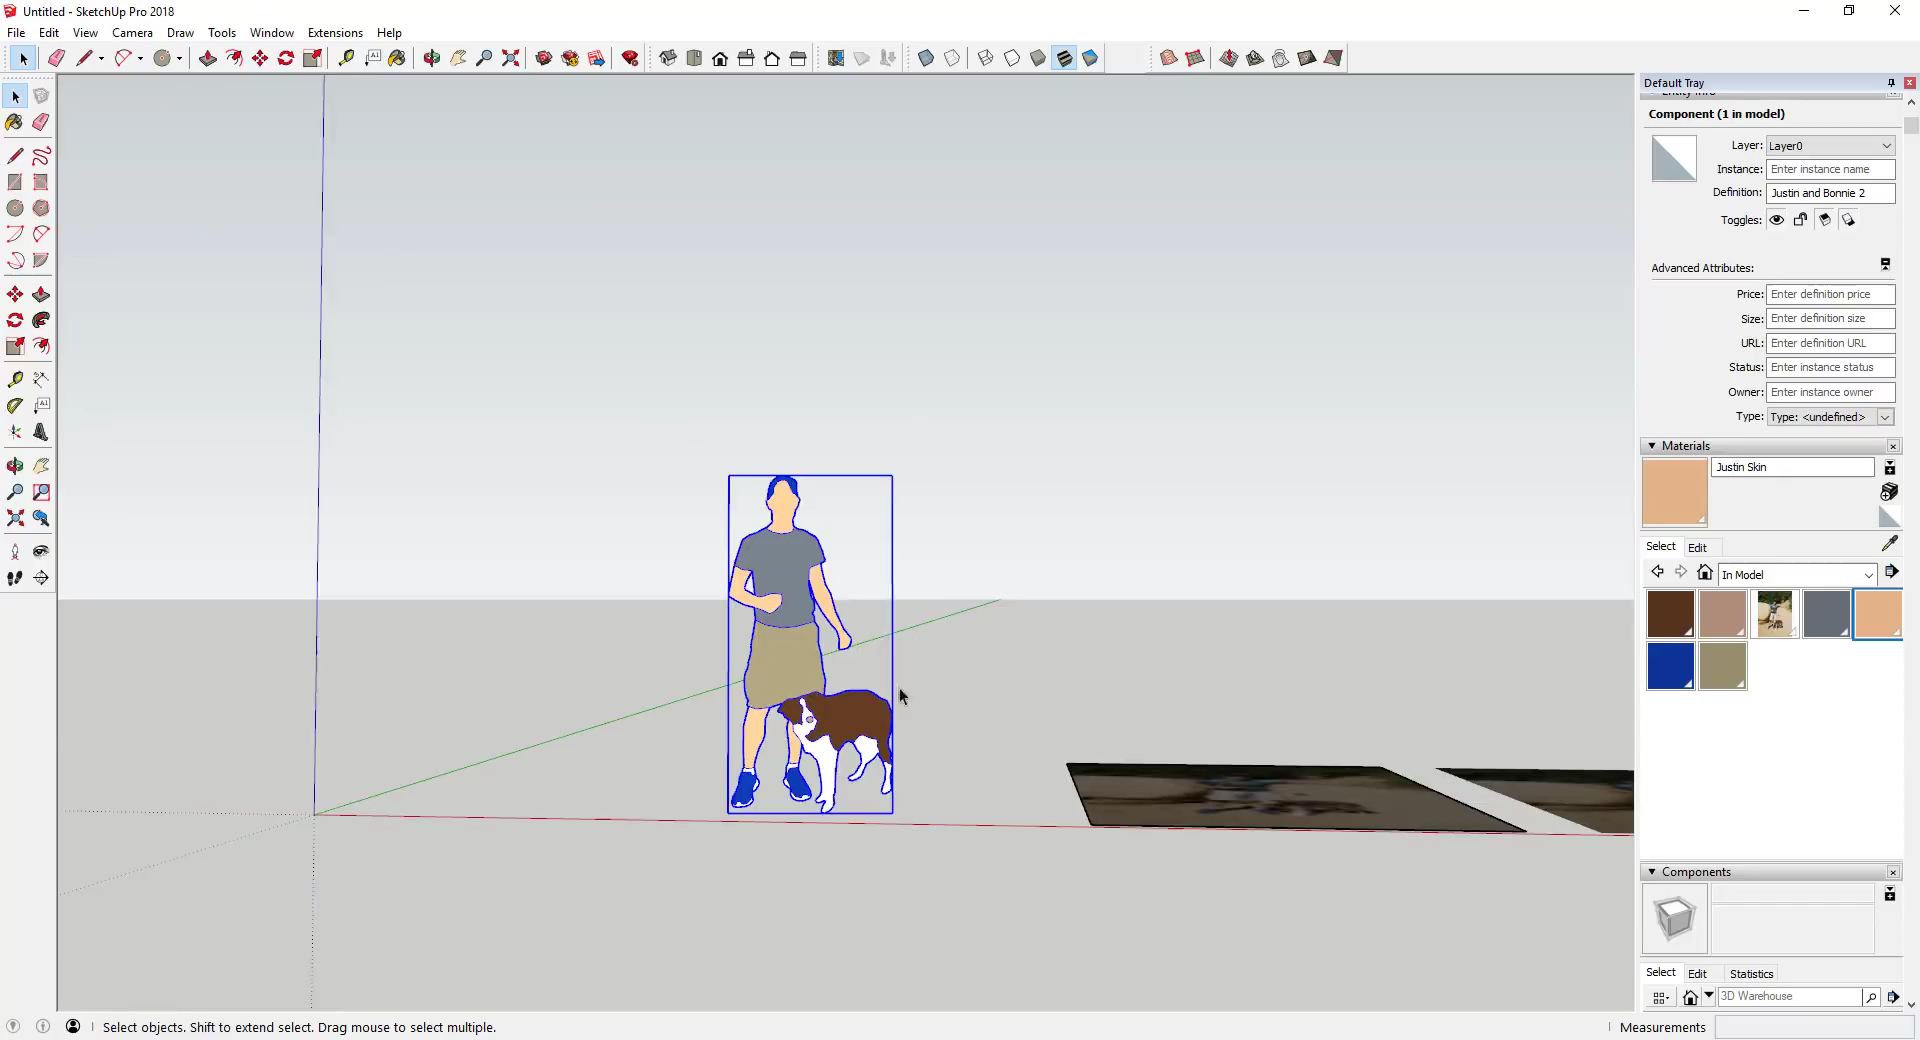 Untitled - SketchUp Pro 2018
File Edit View Camera Draw Tools Window Extensions Help
Default Tray
Entity Info
Component (1 in model)
Layer: Layer0
Instance: Enter instance name
Definition: Justin and Bonnie 2
Toggles:
Advanced Attributes:
Price: Enter definition price
Size: Enter definition size
URL: Enter definition URL
Status: Enter instance status
Owner: Enter instance owner
Type: Type: <undefined>
Materials
Justin Skin
Select Edit
In Model
Components
Select Edit Statistics
3D Warehouse
Select objects. Shift to extend select. Drag mouse to select multiple.
Measurements